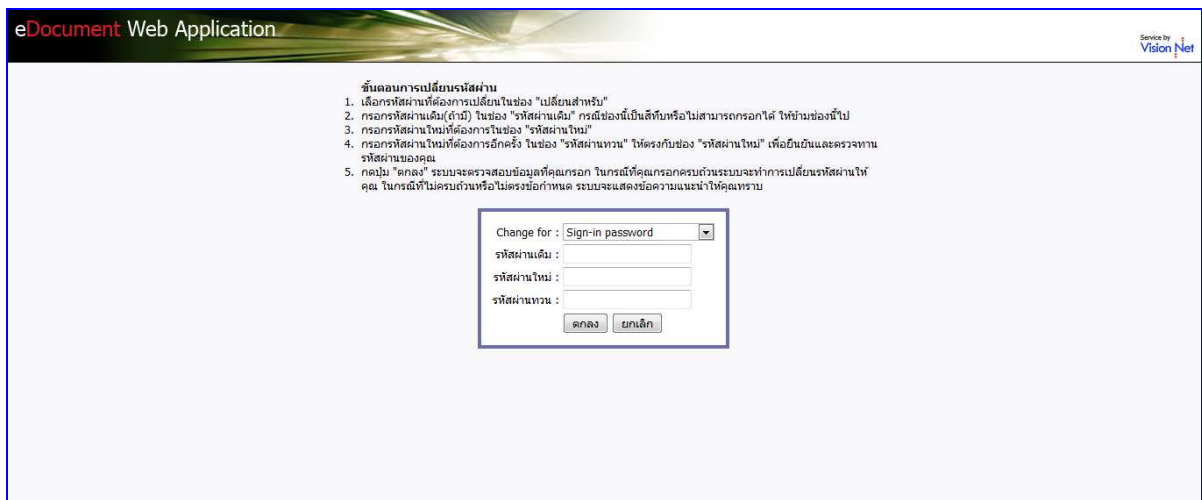 eDocument Web Application
Service by
Vision Net
ขั้นตอนการเปลี่ยนรหัสผ่าน
1. เลือกรหัสผ่านที่ต้องการเปลี่ยนในช่อง "เปลี่ยนสำหรับ"
2. กรอกรหัสผ่านเดิม(ถ้ามี) ในช่อง "รหัสผ่านเดิม" กรณีช่องนี้เป็นสีทึบหรือไม่สามารถกรอกได้ ให้ข้ามช่องนี้ไป
3. กรอกรหัสผ่านใหม่ที่ต้องการในช่อง "รหัสผ่านใหม่"
4. กรอกรหัสผ่านใหม่ที่ต้องการอีกครั้ง ในช่อง "รหัสผ่านทวน" ให้ตรงกับช่อง "รหัสผ่านใหม่" เพื่อยืนยันและตรวจทาน
รหัสผ่านของคุณ
5. กดปุ่ม "ตกลง" ระบบจะตรวจสอบข้อมูลที่คุณกรอก ในกรณีที่คุณกรอกครบถ้วนระบบจะทำการเปลี่ยนรหัสผ่านให้
คุณ ในกรณีที่ไม่ครบถ้วนหรือไม่ตรงข้อกำหนด ระบบจะแสดงข้อความแนะนำให้คุณทราบ
Change for : Sign-in password
รหัสผ่านเดิม :
รหัสผ่านใหม่ :
รหัสผ่านทวน :
ตกลง ยกเลิก